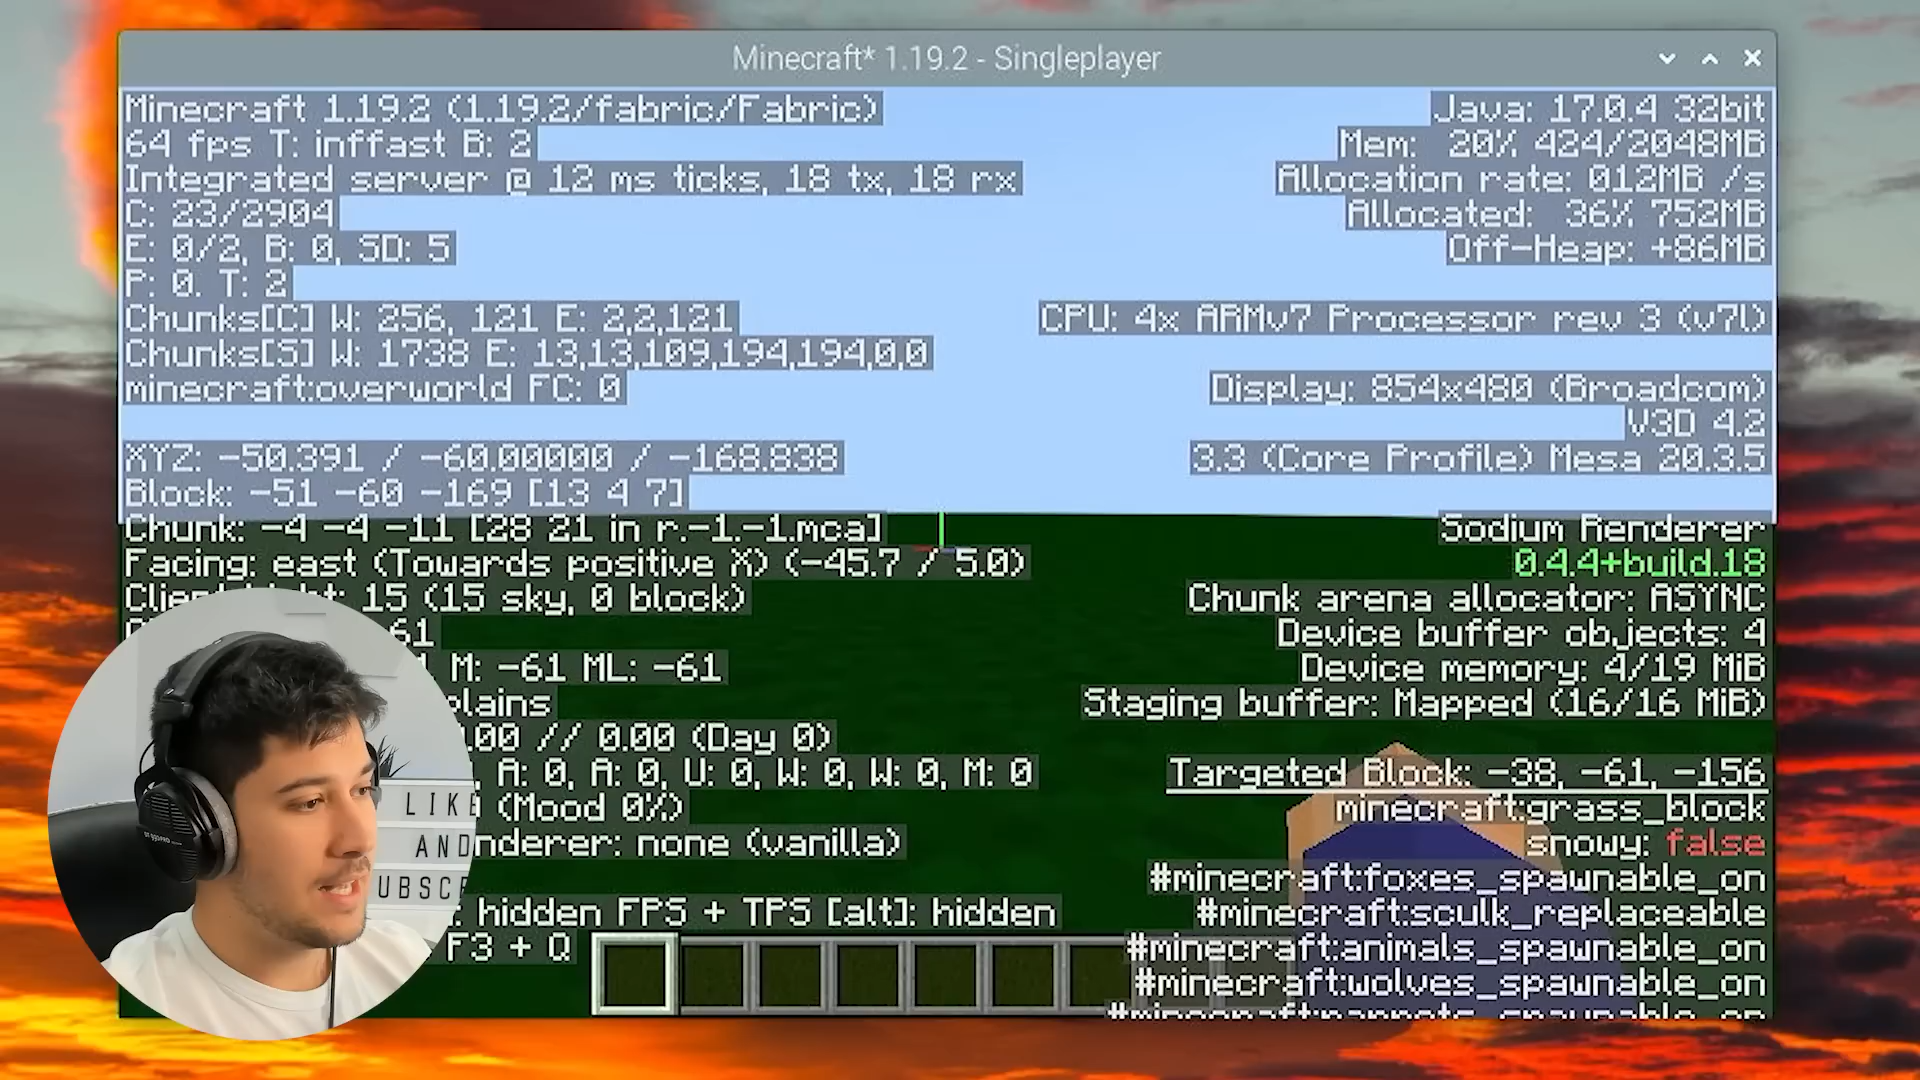 Minecraft* 1.19.2 - Singleplayer
Minecraft 1.19.2 (1.19.2/fabric/Fabric)
64 fps T: inffast B: 2
Integrated server @ 12 ms ticks, 18 tx, 18 rx
C: 23/2904
E: 0/2, B: 0, SD: 5
P: 0. T: 2
Chunks[C] W: 256, 121 E: 2,2,121
Chunks[S] W: 1738 E: 13,13,109,194,194,0,0
minecraft:overworld FC: 0
XYZ: -50.391 / -60.00000 / -168.838
Block: -51 -60 -169 [13 4 7]
Chunk: -4 -4 -11 [28 21 in r.-1.-1.mca]
Facing: east (Towards positive X) (-45.7 / 5.0)
15 (15 sky, 0 block)
M: -61 ML: -61
plains
// 0.00 (Day 0)
A: 0, A: 0, U: 0, W: 0, W: 0, M: 0
(Mood 0%)
none (vanilla)
hidden FPS + TPS [alt]: hidden
F3 + Q
Java: 17.0.4 32bit
Mem: 20% 424/2048MB
Allocation rate: 012MB /s
Allocated: 36% 752MB
Off-Heap: +86MB
CPU: 4x ARMv7 Processor rev 3 (v7l)
Display: 854x480 (Broadcom)
V3D 4.2
3.3 (Core Profile) Mesa 20.3.5
Sodium Renderer
0.4.4+build.18
Chunk arena allocator: ASYNC
Device buffer objects: 4
Device memory: 4/19 MiB
Staging buffer: Mapped (16/16 MiB)
Targeted Block: -38, -61, -156
minecraft:grass_block
snowy: false
#minecraft:foxes_spawnable_on
#minecraft:sculk_replaceable
#minecraft:animals_spawnable_on
#minecraft:wolves_spawnable_on
LIKE
AND